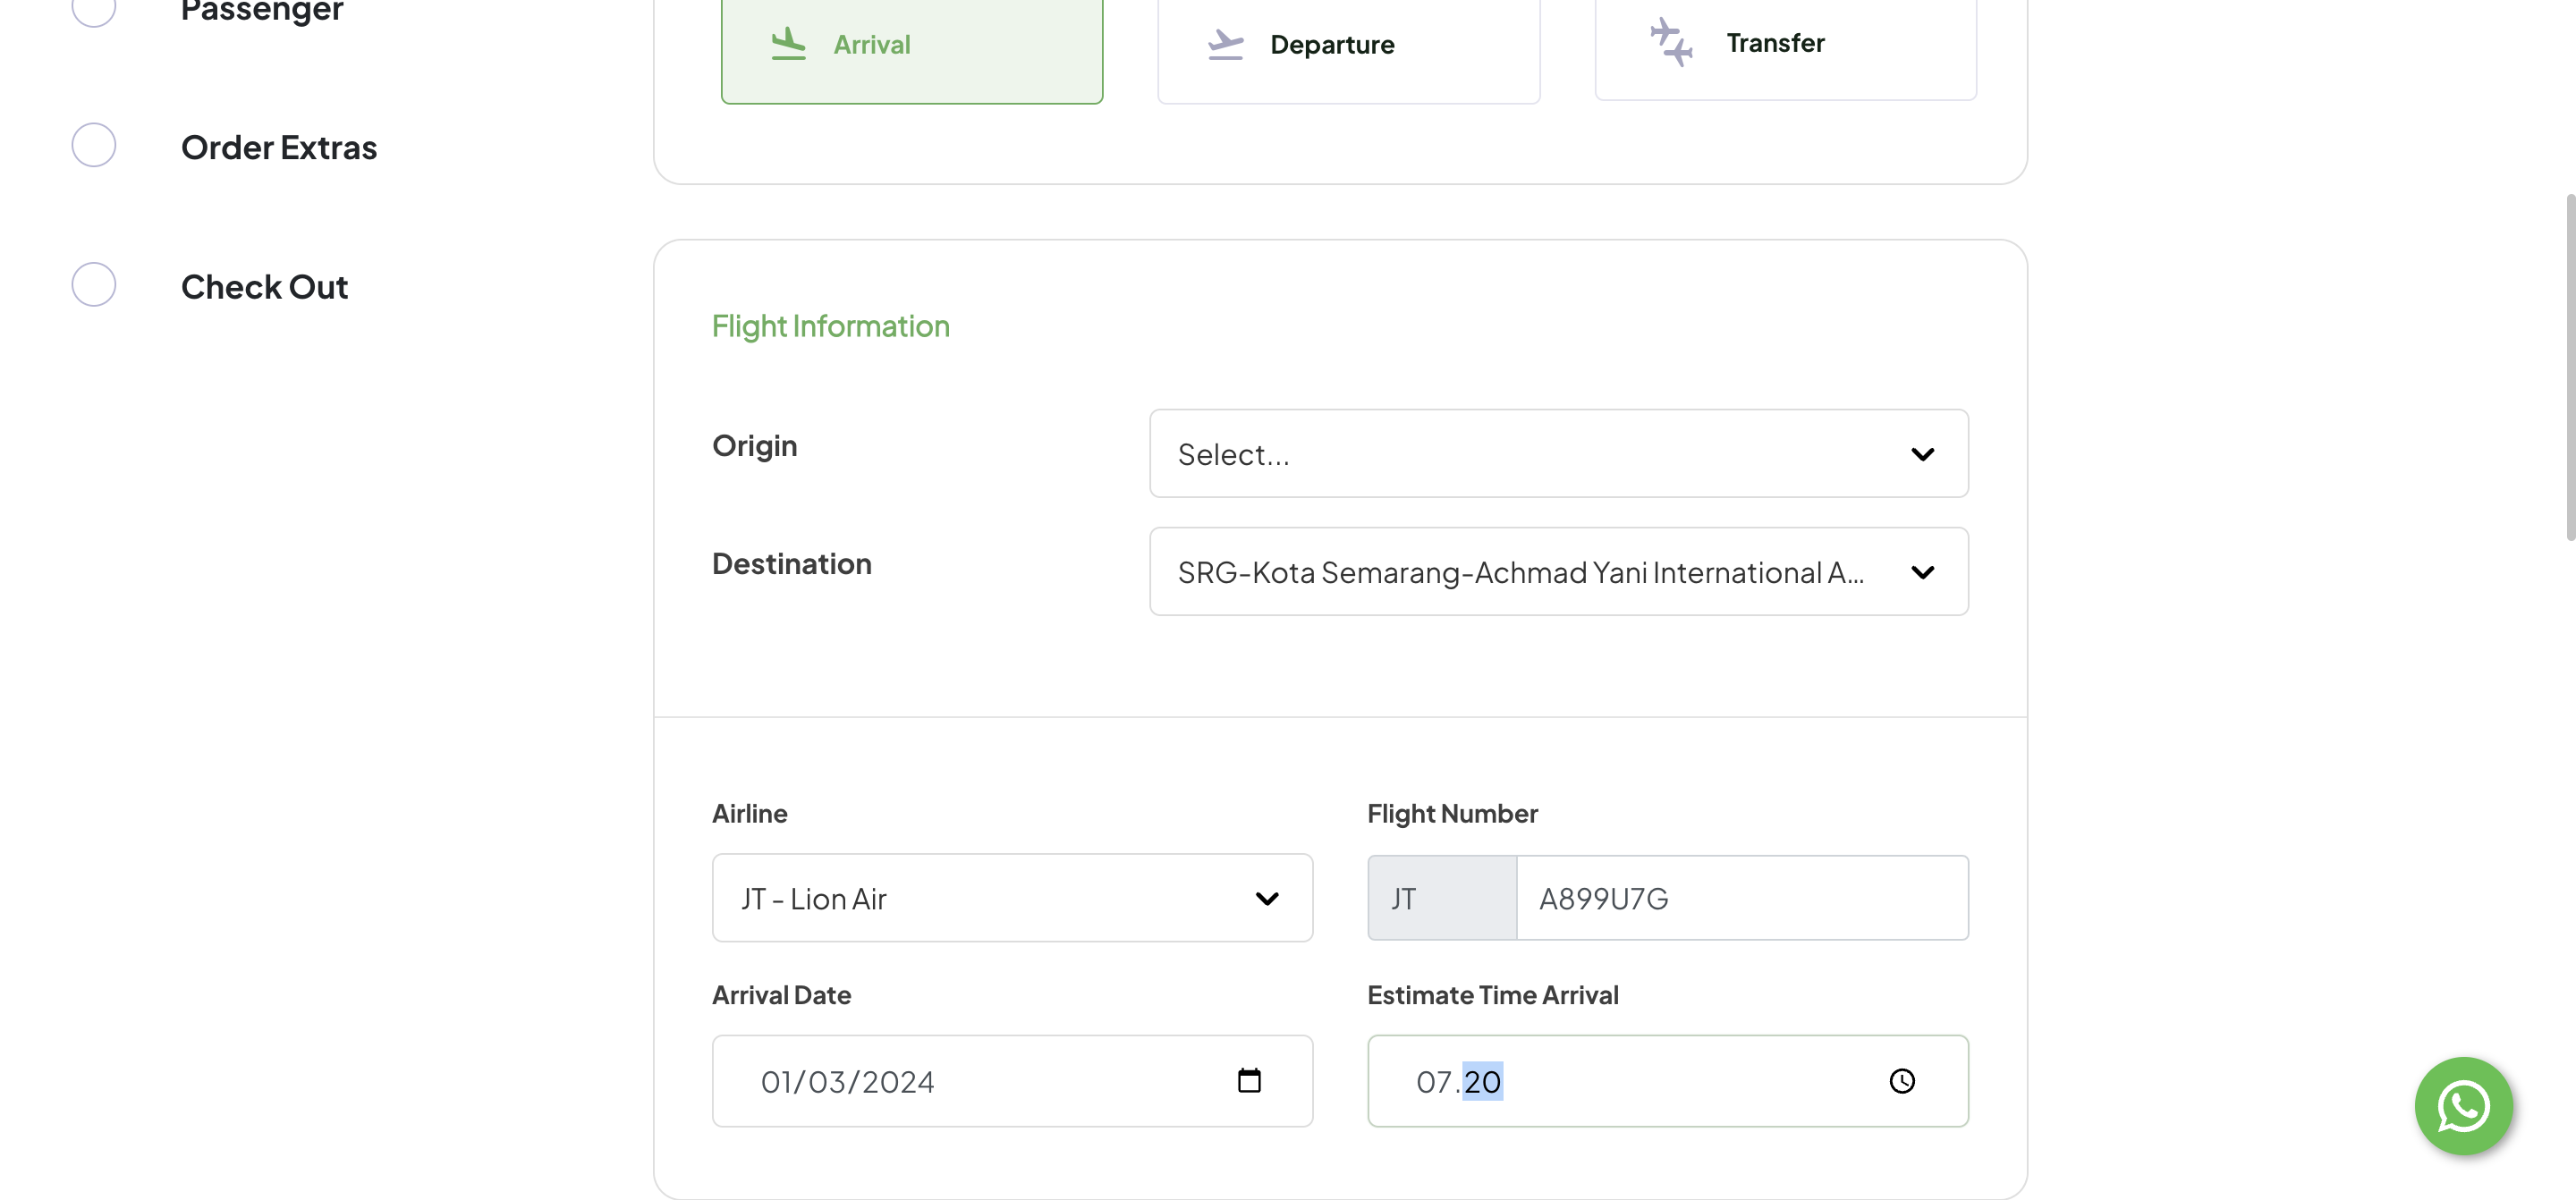 Passenger
Order Extras
Check Out
Arrival
Departure
Transfer
Flight Information
Origin
Select...
Destination
SRG-Kota Semarang-Achmad Yani International A...
Airline
JT - Lion Air
Flight Number
JT
A899U7G
Arrival Date
01/03/2024
Estimate Time Arrival
07.20